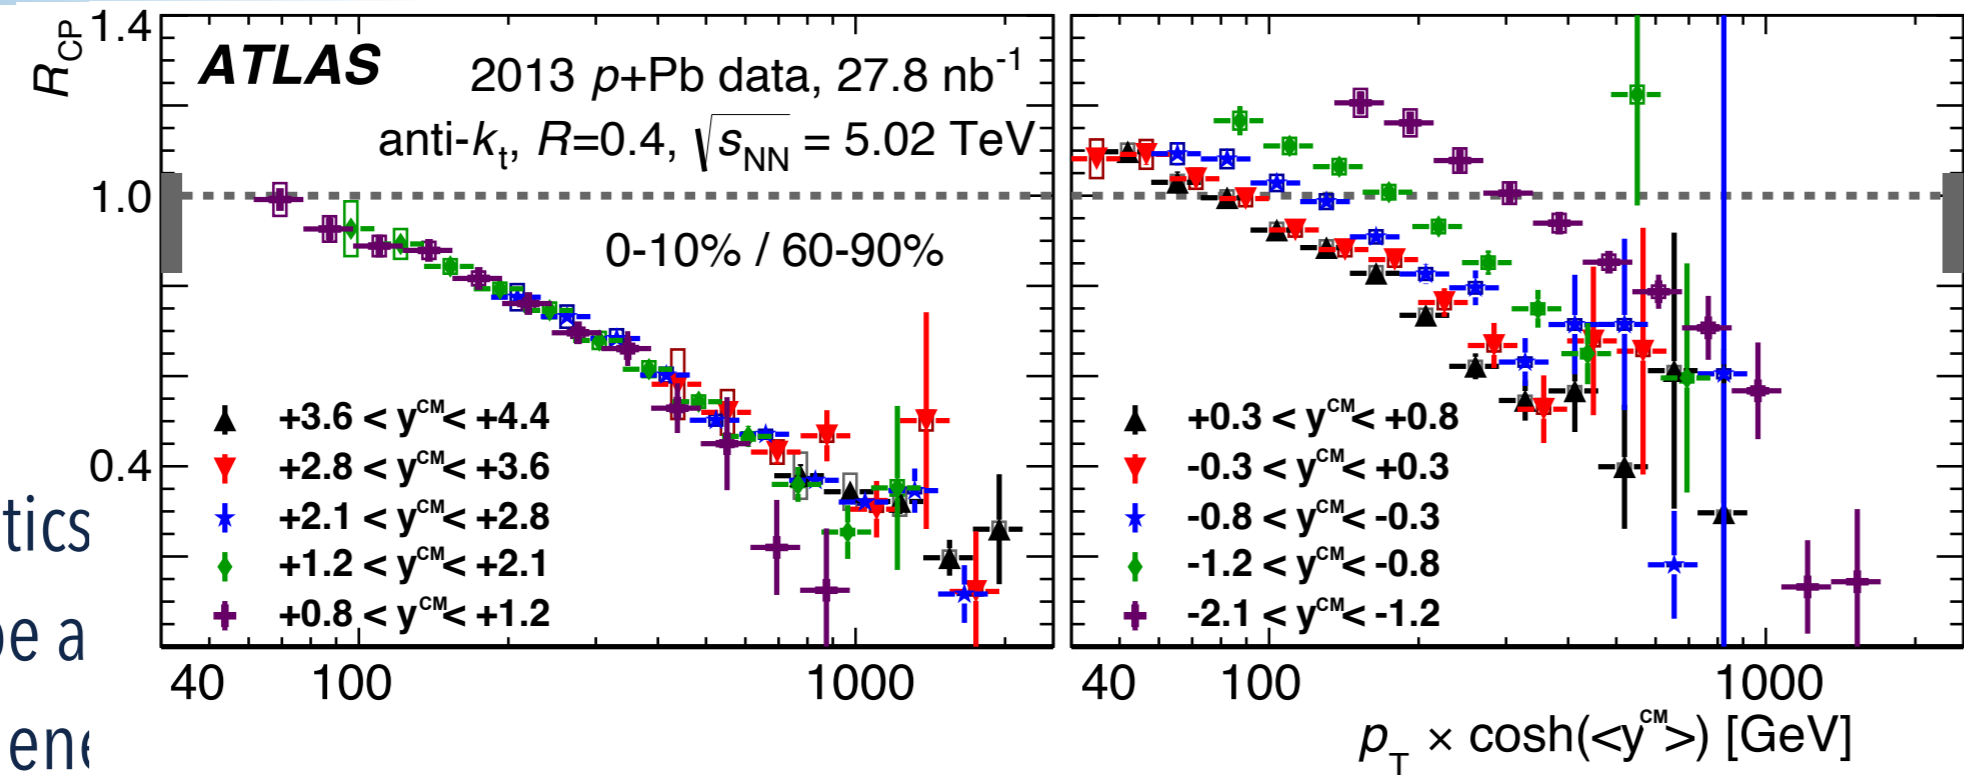 R_CP
1.4
1.0
0.4
ATLAS
2013 p+Pb data, 27.8 nb⁻¹
anti-k_t, R=0.4, √s_NN = 5.02 TeV
0-10% / 60-90%
+3.6 < y^CM < +4.4
+2.8 < y^CM < +3.6
+2.1 < y^CM < +2.8
+1.2 < y^CM < +2.1
+0.8 < y^CM < +1.2
40 100 1000
+0.3 < y^CM < +0.8
-0.3 < y^CM < +0.3
-0.8 < y^CM < -0.3
-1.2 < y^CM < -0.8
-2.1 < y^CM < -1.2
40 100 1000
p_T × cosh(<y^CM>) [GeV]
tics